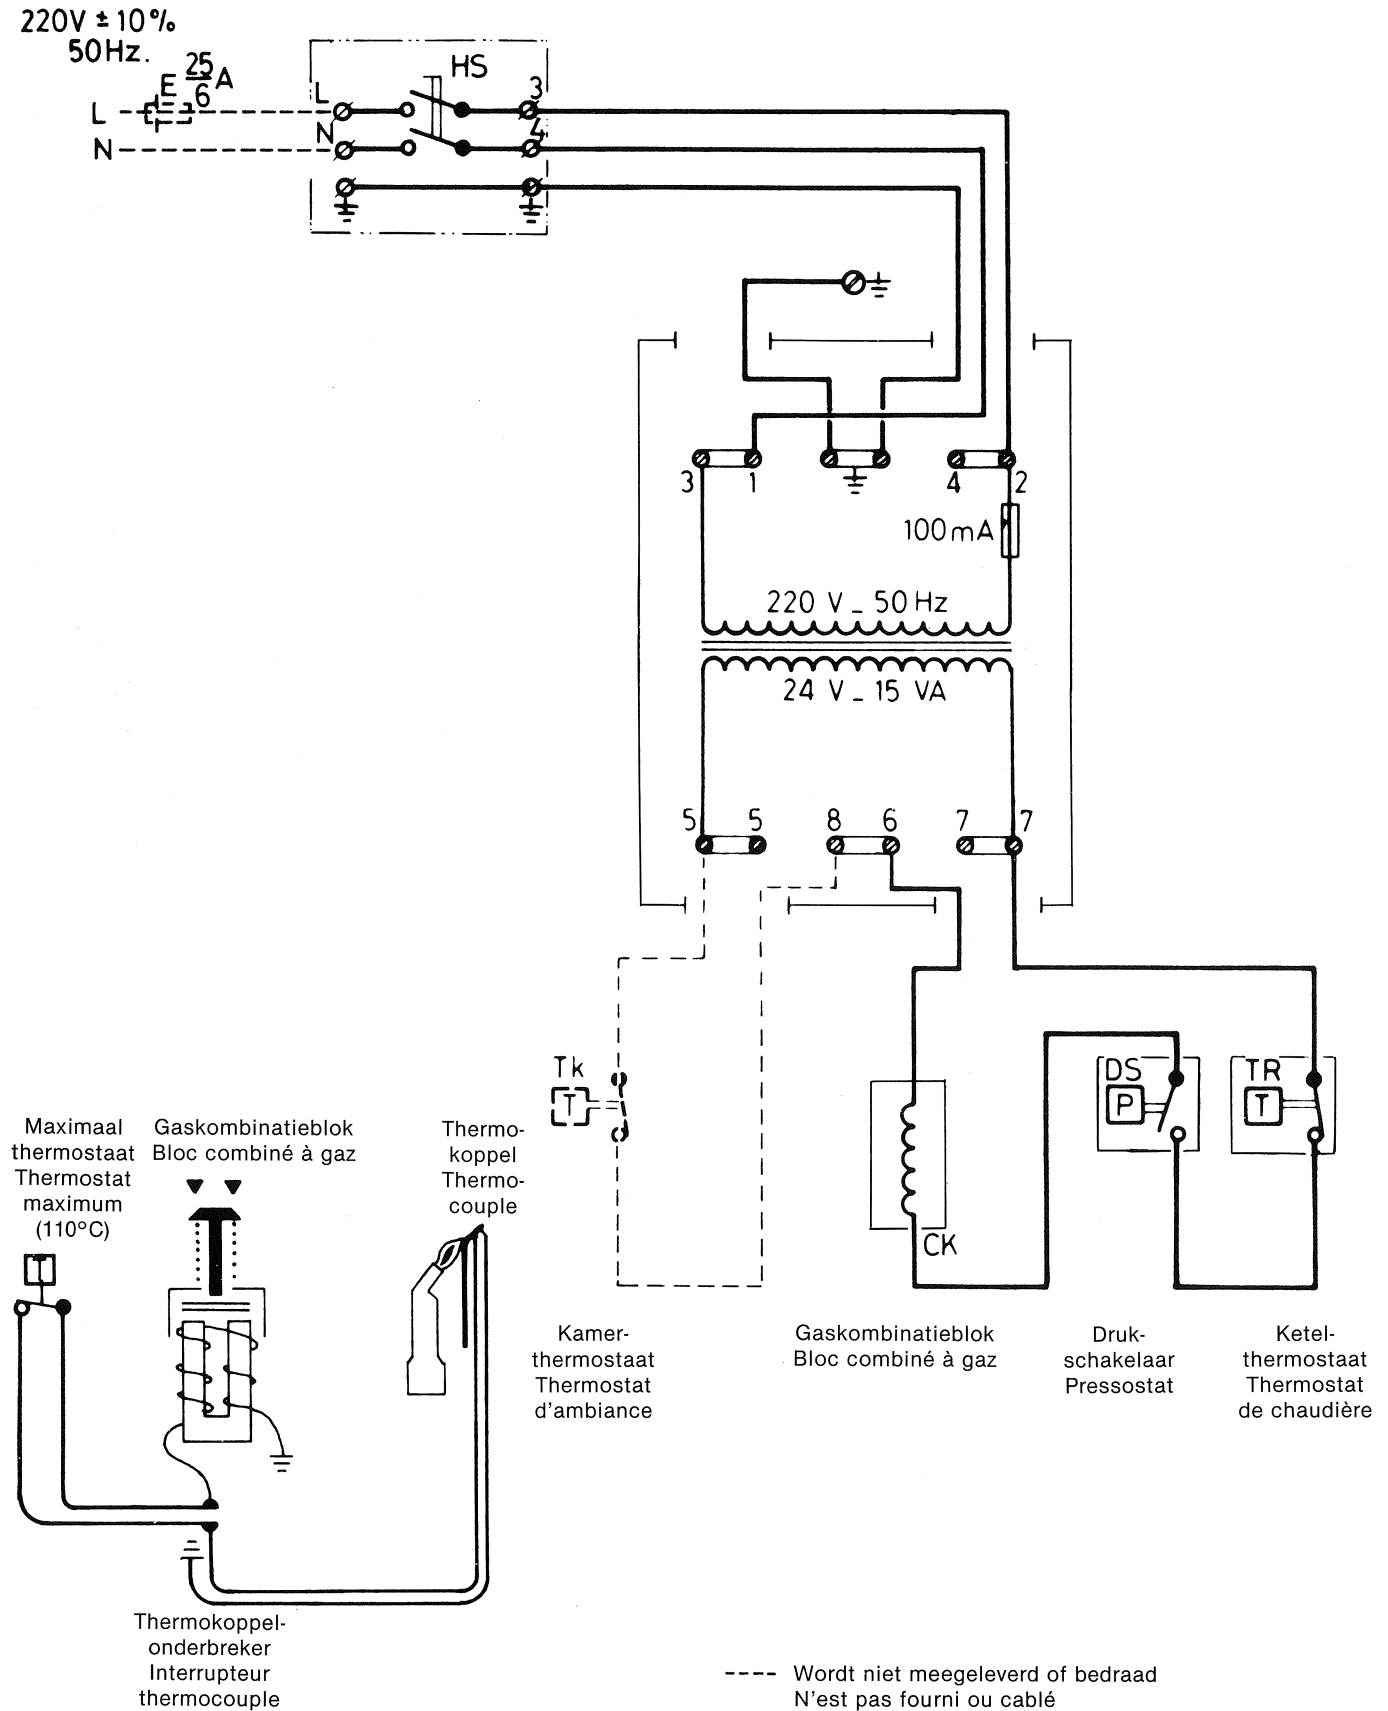 220V ± 10%
50Hz.
E 25/6 A
L
N
L
N
HS
3
4
3
1
4
2
100mA
220 V - 50 Hz
24 V - 15 VA
5
5
8
6
7
7
Tk
T
DS
P
TR
T
CK
Maximaal
thermostaat
Thermostat
maximum
(110°C)
Gaskombinatieblok
Bloc combiné à gaz
Thermo-
koppel
Thermo-
couple
Kamer-
thermostaat
Thermostat
d'ambiance
Gaskombinatieblok
Bloc combiné à gaz
Druk-
schakelaar
Pressostat
Ketel-
thermostaat
Thermostat
de chaudière
Thermokoppel-
onderbreker
Interrupteur
thermocouple
---- Wordt niet meegeleverd of bedraad
N'est pas fourni ou cablé